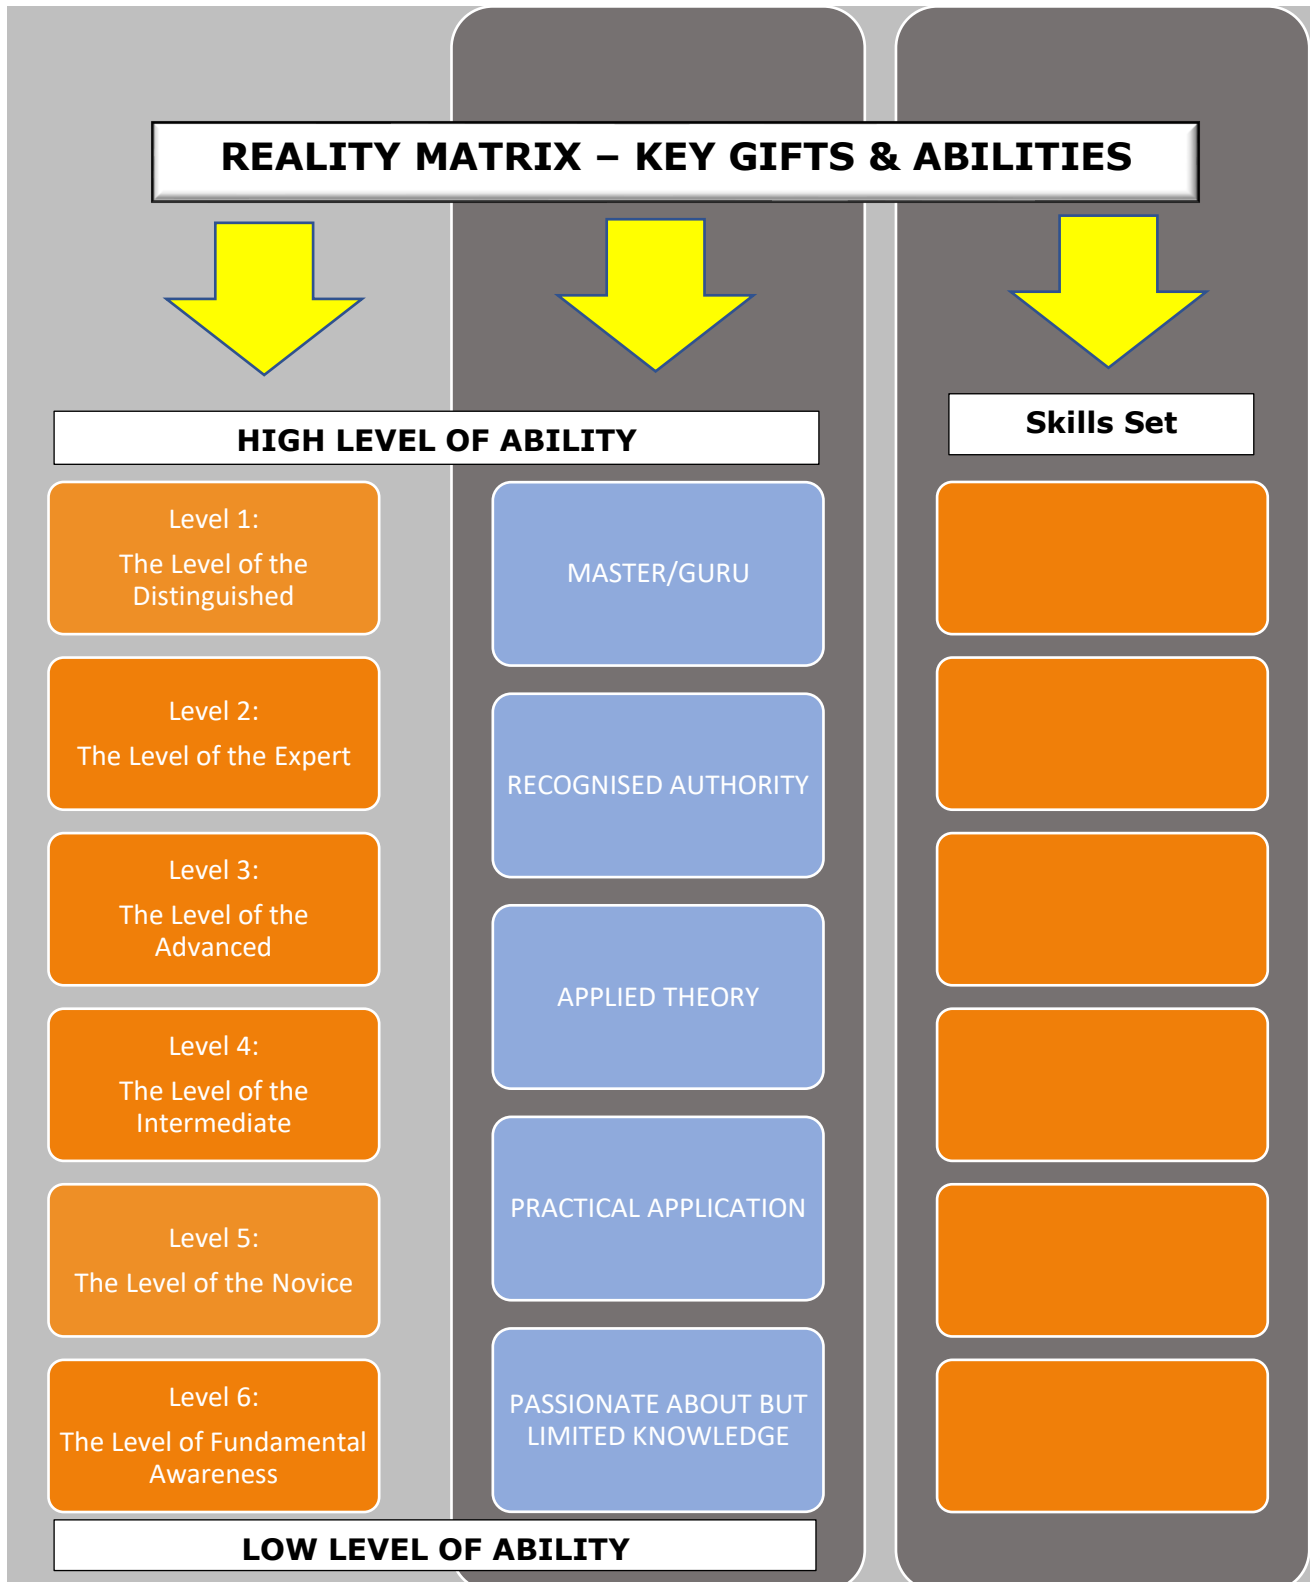 REALITY MATRIX – KEY GIFTS & ABILITIES
HIGH LEVEL OF ABILITY
Skills Set
Level 1:
The Level of the
Distinguished
Level 2:
The Level of the Expert
Level 3:
The Level of the
Advanced
Level 4:
The Level of the
Intermediate
Level 5:
The Level of the Novice
Level 6:
The Level of Fundamental
Awareness
MASTER/GURU
RECOGNISED AUTHORITY
APPLIED THEORY
PRACTICAL APPLICATION
PASSIONATE ABOUT BUT
LIMITED KNOWLEDGE
LOW LEVEL OF ABILITY